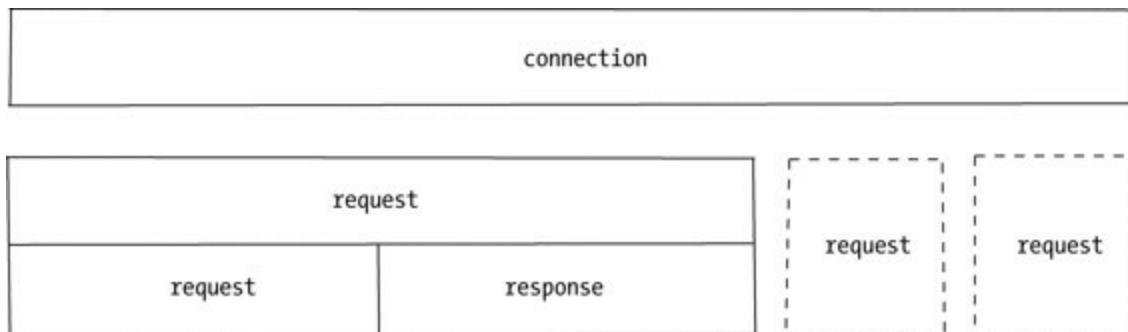 connection
request
request request
request response